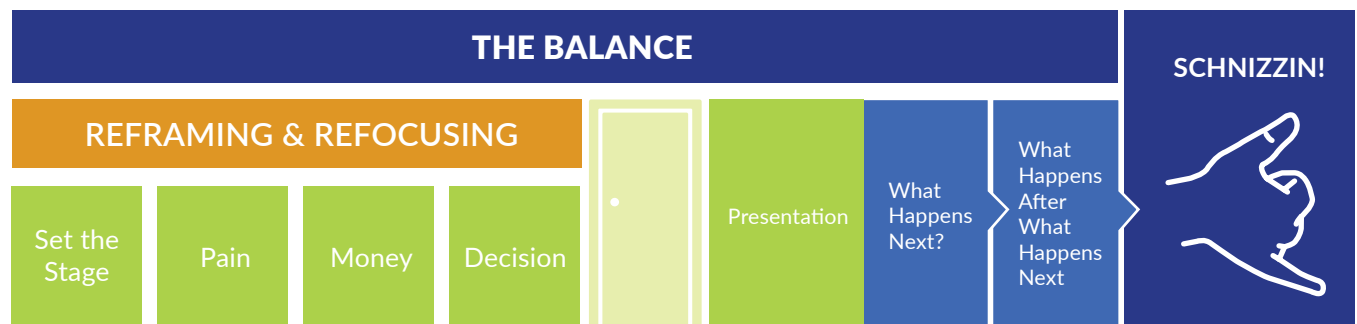 THE BALANCE
SCHNIZZIN!
REFRAMING & REFOCUSING
Set the
Stage
Pain
Money
Decision
Presentation
What
Happens
Next?
What
Happens
After
What
Happens
Next